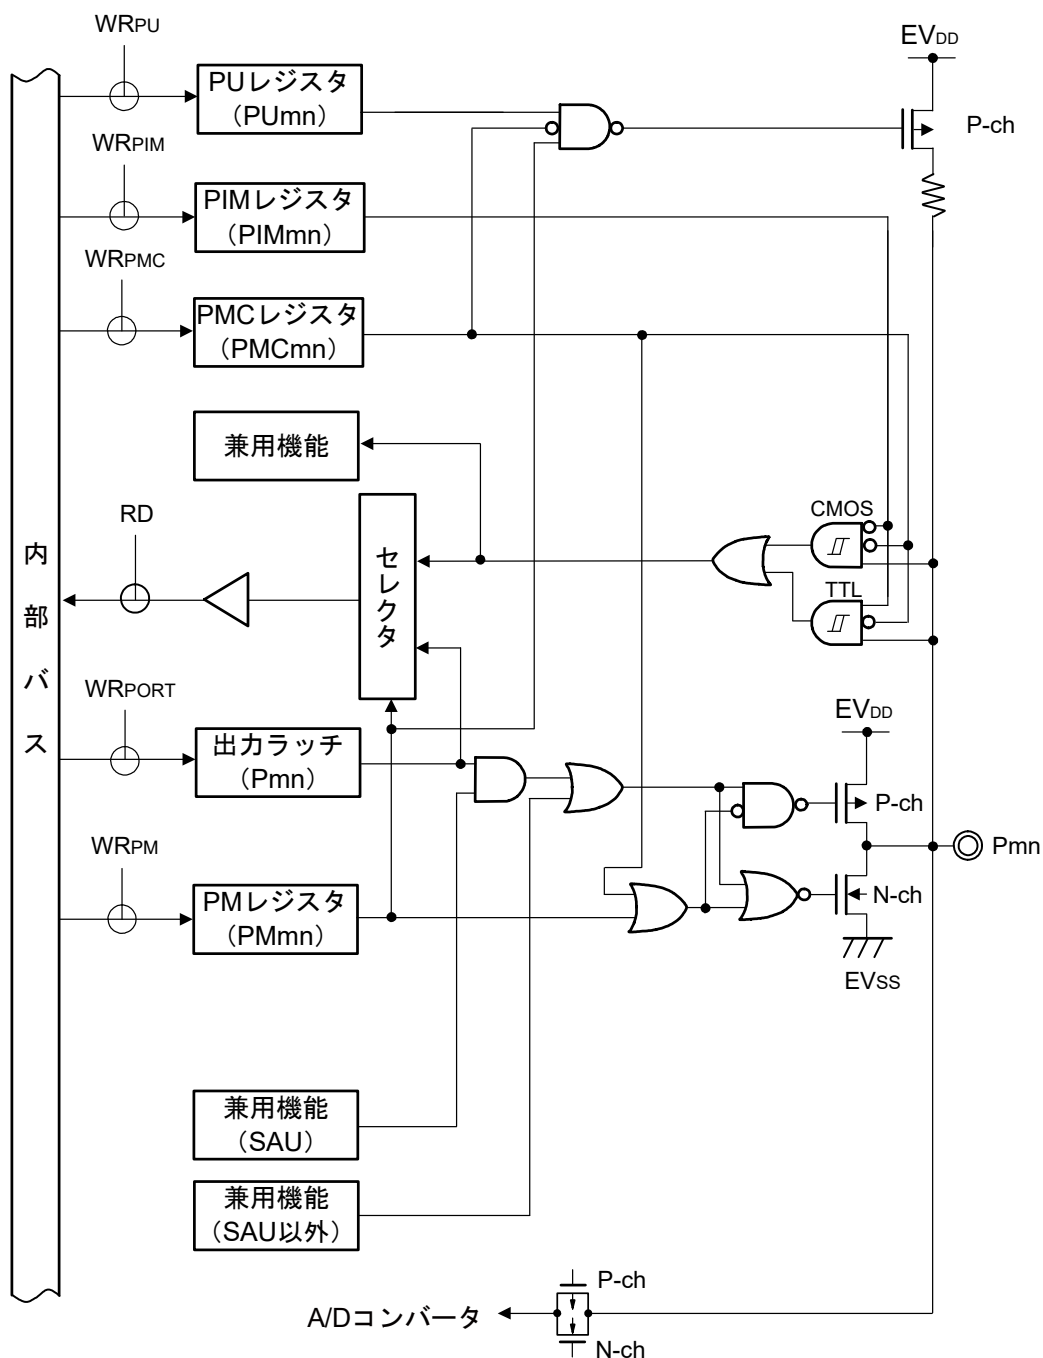 WRPU
EVDD
PUレジスタ
（PUmn）
P-ch
WRPIM
PIMレジスタ
（PIMmn）
WRPMC
PMCレジスタ
（PMCmn）
兼用機能
CMOS
RD
セレクタ
TTL
内部バス
WRPORT
EVDD
出力ラッチ
（Pmn）
P-ch
WRPM
Pmn
PMレジスタ
（PMmn）
N-ch
EVSS
兼用機能
（SAU）
兼用機能
（SAU以外）
P-ch
A/Dコンバータ
N-ch